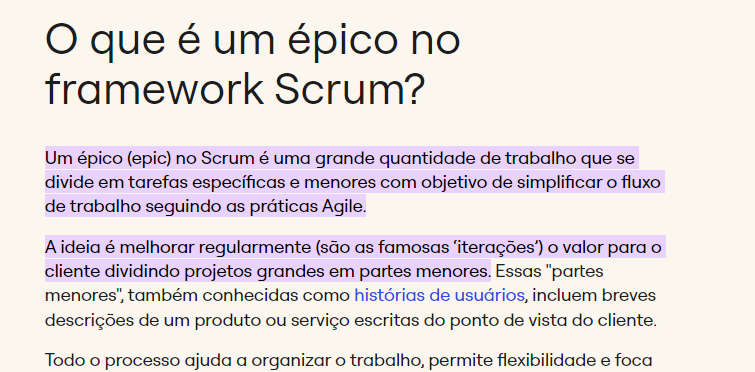 O que é um épico no
framework Scrum?
Um épico (epic) no Scrum é uma grande quantidade de trabalho que se
divide em tarefas específicas e menores com objetivo de simplificar o fluxo
de trabalho seguindo as práticas Agile.
A ideia é melhorar regularmente (são as famosas ‘iterações’) o valor para o
cliente dividindo projetos grandes em partes menores. Essas "partes
menores", também conhecidas como histórias de usuários, incluem breves
descrições de um produto ou serviço escritas do ponto de vista do cliente.
Todo o processo ajuda a organizar o trabalho, permite flexibilidade e foca